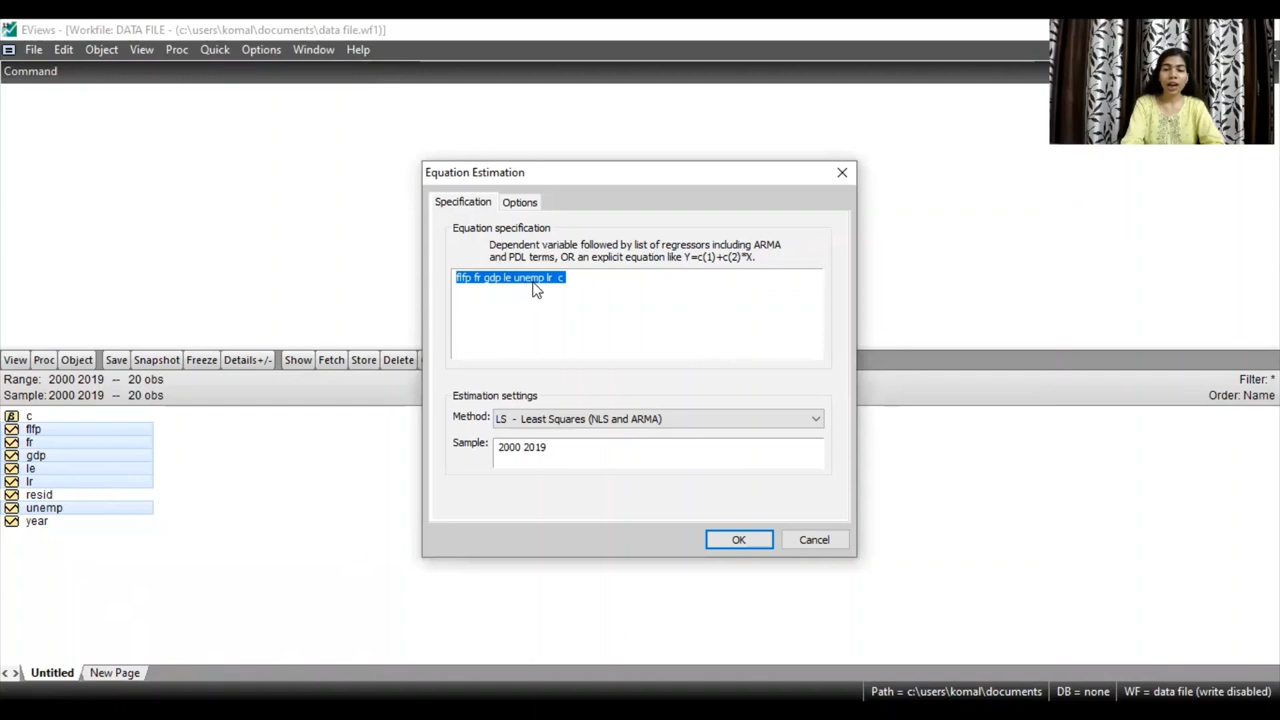 EViews - [Workfile: DATA FILE - (c:\users\komal\documents\data file.wf1)]
File Edit Object View Proc Quick Options Window Help
Command
Equation Estimation
Specification Options
Equation specification
Dependent variable followed by list of regressors including ARMA
and PDL terms, OR an explicit equation like Y=c(1)+c(2)*X.
flfp fr gdp le unemp lr c
View Proc Object Save Snapshot Freeze Details+/- Show Fetch Store Delete
Range: 2000 2019 -- 20 obs
Filter: *
Sample: 2000 2019 -- 20 obs
Order: Name
Estimation settings
Method: LS - Least Squares (NLS and ARMA)
Sample: 2000 2019
c
flfp
fr
gdp
le
lr
resid
unemp
year
OK Cancel
Untitled New Page
Path = c:\users\komal\documents DB = none WF = data file (write disabled)